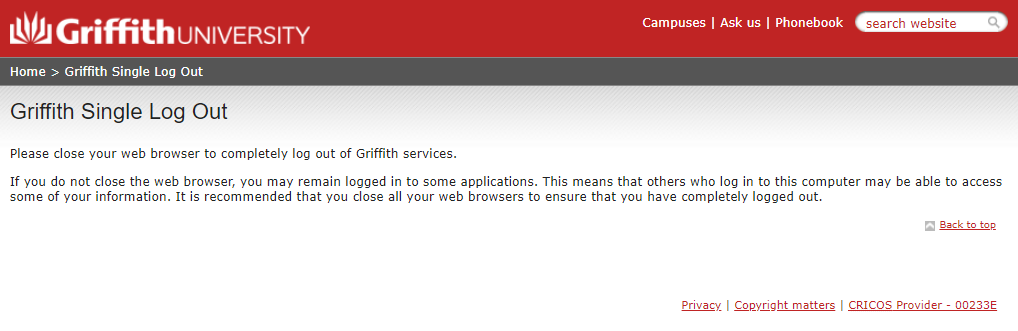 Griffith UNIVERSITY
Campuses | Ask us | Phonebook
search website
Home > Griffith Single Log Out
Griffith Single Log Out
Please close your web browser to completely log out of Griffith services.
If you do not close the web browser, you may remain logged in to some applications. This means that others who log in to this computer may be able to access
some of your information. It is recommended that you close all your web browsers to ensure that you have completely logged out.
Back to top
Privacy | Copyright matters | CRICOS Provider - 00233E